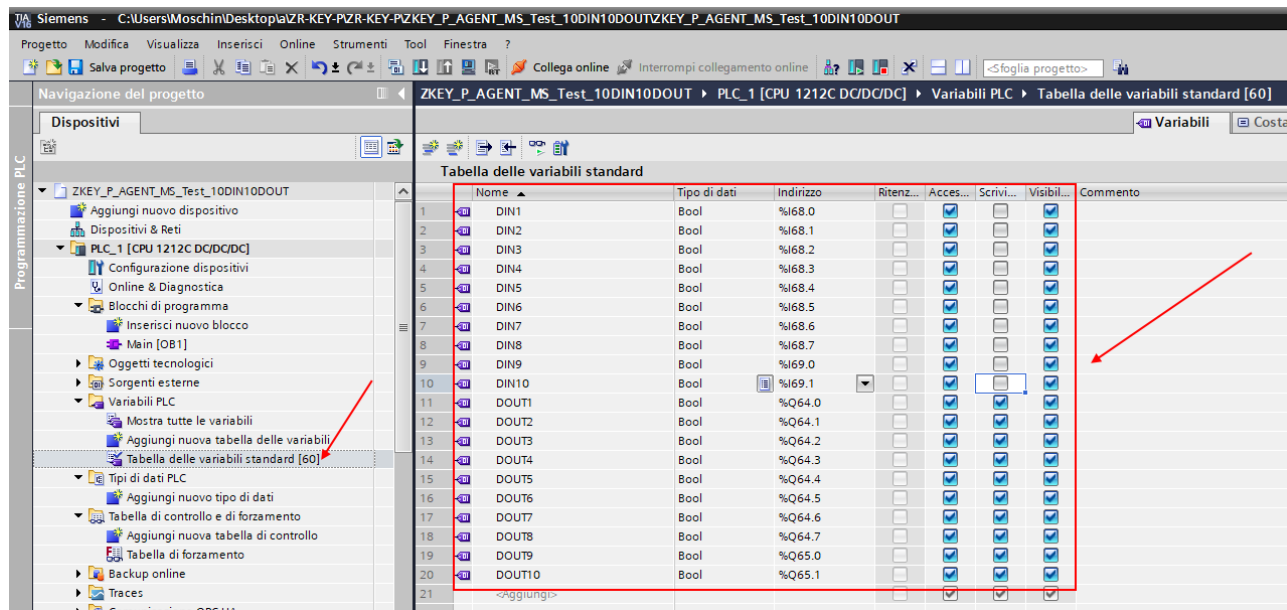 TIA V16 Siemens - C:\Users\Moschin\Desktop\a\ZR-KEY-P\ZR-KEY-P\ZKEY_P_AGENT_MS_Test_10DIN10DOUT\ZKEY_P_AGENT_MS_Test_10DIN10DOUT
Progetto Modifica Visualizza Inserisci Online Strumenti Tool Finestra ?
Salva progetto Collega online Interrompi collegamento online <Sfoglia progetto>
Navigazione del progetto
ZKEY_P_AGENT_MS_Test_10DIN10DOUT PLC_1 [CPU 1212C DC/DC/DC] Variabili PLC Tabella delle variabili standard [60]
Dispositivi
Variabili Costa
Programmazione PLC
ZKEY_P_AGENT_MS_Test_10DIN10DOUT
Aggiungi nuovo dispositivo
Dispositivi & Reti
PLC_1 [CPU 1212C DC/DC/DC]
Configurazione dispositivi
Online & Diagnostica
Blocchi di programma
Inserisci nuovo blocco
Main [OB1]
Oggetti tecnologici
Sorgenti esterne
Variabili PLC
Mostra tutte le variabili
Aggiungi nuova tabella delle variabili
Tabella delle variabili standard [60]
Tipi di dati PLC
Aggiungi nuovo tipo di dati
Tabella di controllo e di forzamento
Aggiungi nuova tabella di controllo
Tabella di forzamento
Backup online
Traces
Tabella delle variabili standard
Nome Tipo di dati Indirizzo Ritenz... Acces... Scrivi... Visibil... Commento
1 DIN1 Bool %I68.0
2 DIN2 Bool %I68.1
3 DIN3 Bool %I68.2
4 DIN4 Bool %I68.3
5 DIN5 Bool %I68.4
6 DIN6 Bool %I68.5
7 DIN7 Bool %I68.6
8 DIN8 Bool %I68.7
9 DIN9 Bool %I69.0
10 DIN10 Bool %I69.1
11 DOUT1 Bool %Q64.0
12 DOUT2 Bool %Q64.1
13 DOUT3 Bool %Q64.2
14 DOUT4 Bool %Q64.3
15 DOUT5 Bool %Q64.4
16 DOUT6 Bool %Q64.5
17 DOUT7 Bool %Q64.6
18 DOUT8 Bool %Q64.7
19 DOUT9 Bool %Q65.0
20 DOUT10 Bool %Q65.1
21 <Aggiungi>